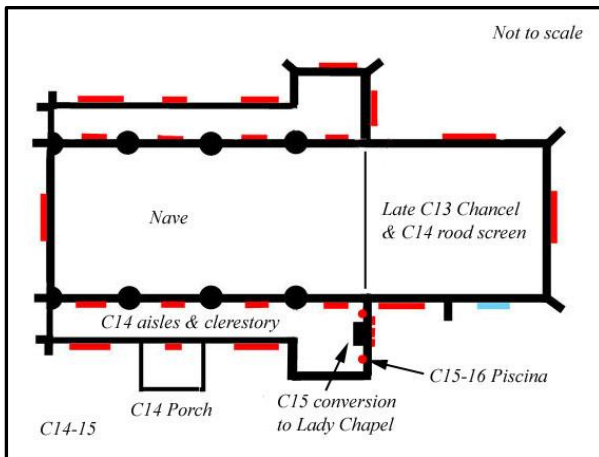 Not to scale
Nave
Late C13 Chancel
& C14 rood screen
C14 aisles & clerestory
C15-16 Piscina
C14 Porch
C15 conversion
to Lady Chapel
C14-15